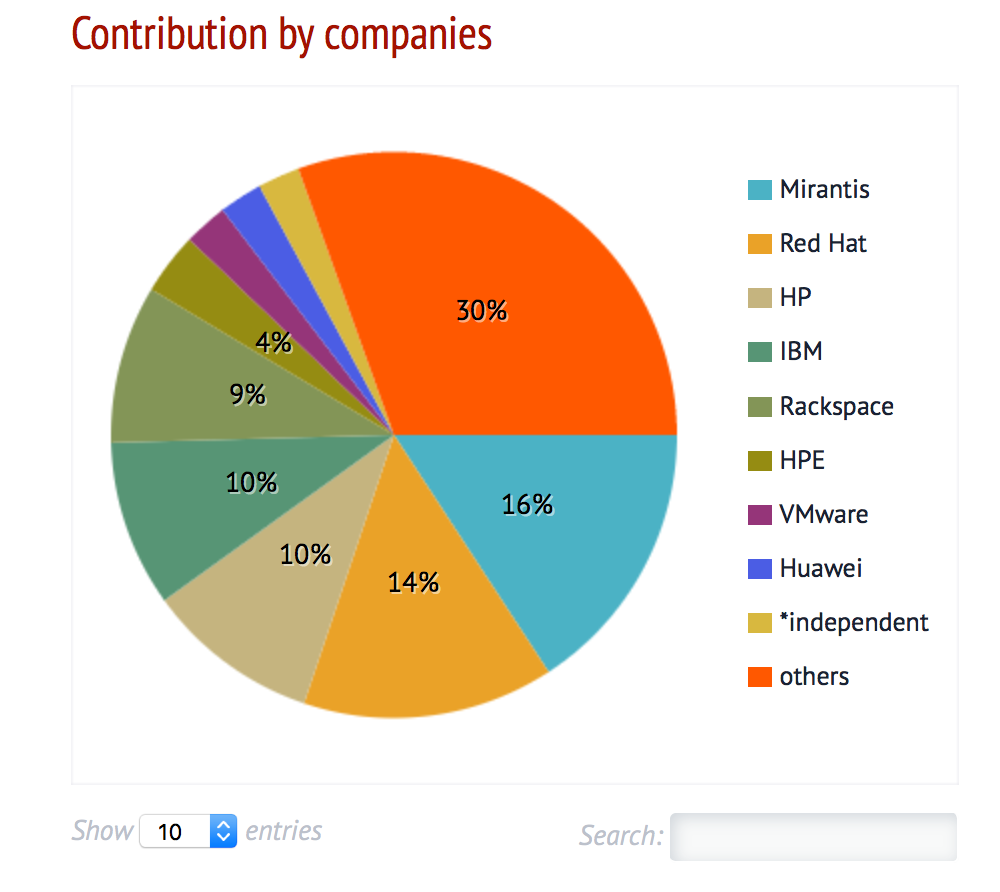 Contribution by companies
30%
4%
9%
10%
10%
14%
16%
Mirantis
Red Hat
HP
IBM
Rackspace
HPE
VMware
Huawei
*independent
others
Show 10 entries
Search: